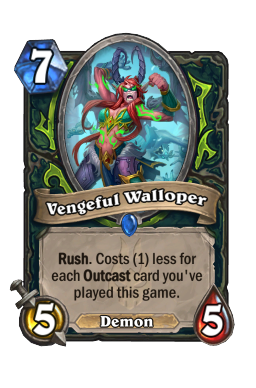 7
Vengeful Walloper
Rush. Costs (1) less for
each Outcast card you've
played this game.
5
Demon
5